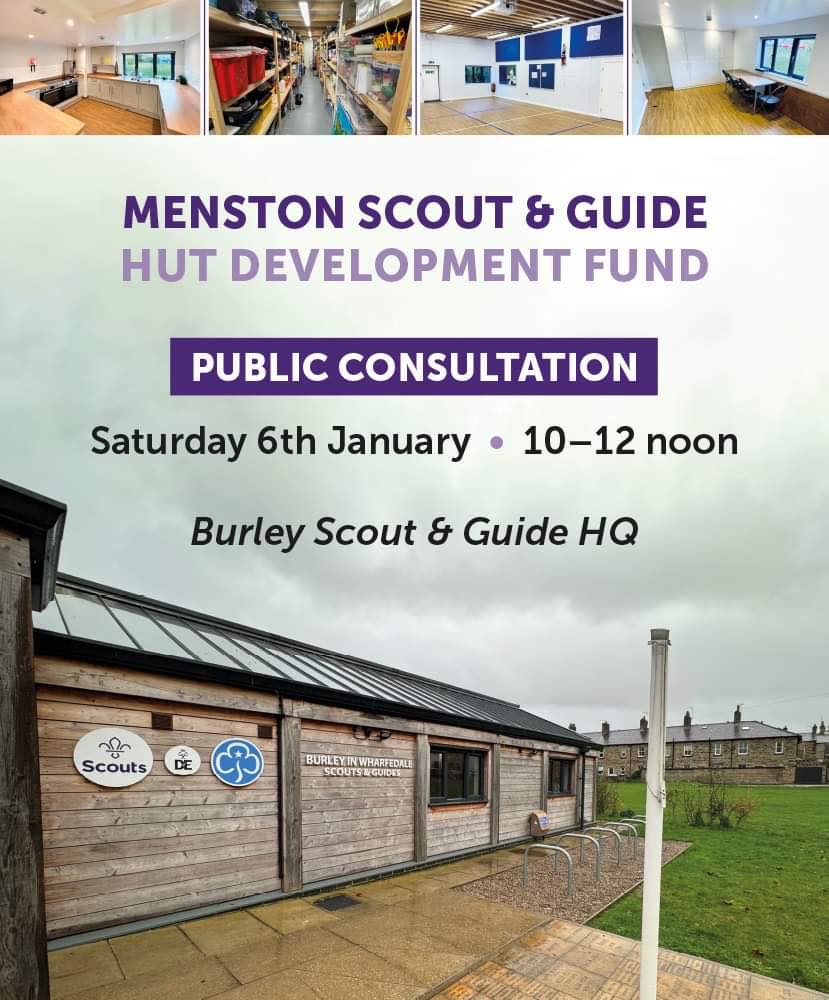 MENSTON SCOUT & GUIDE
HUT DEVELOPMENT FUND
PUBLIC CONSULTATION
Saturday 6th January • 10–12 noon
Burley Scout & Guide HQ
Scouts
DE
BURLEY IN WHARFEDALE
SCOUTS & GUIDES